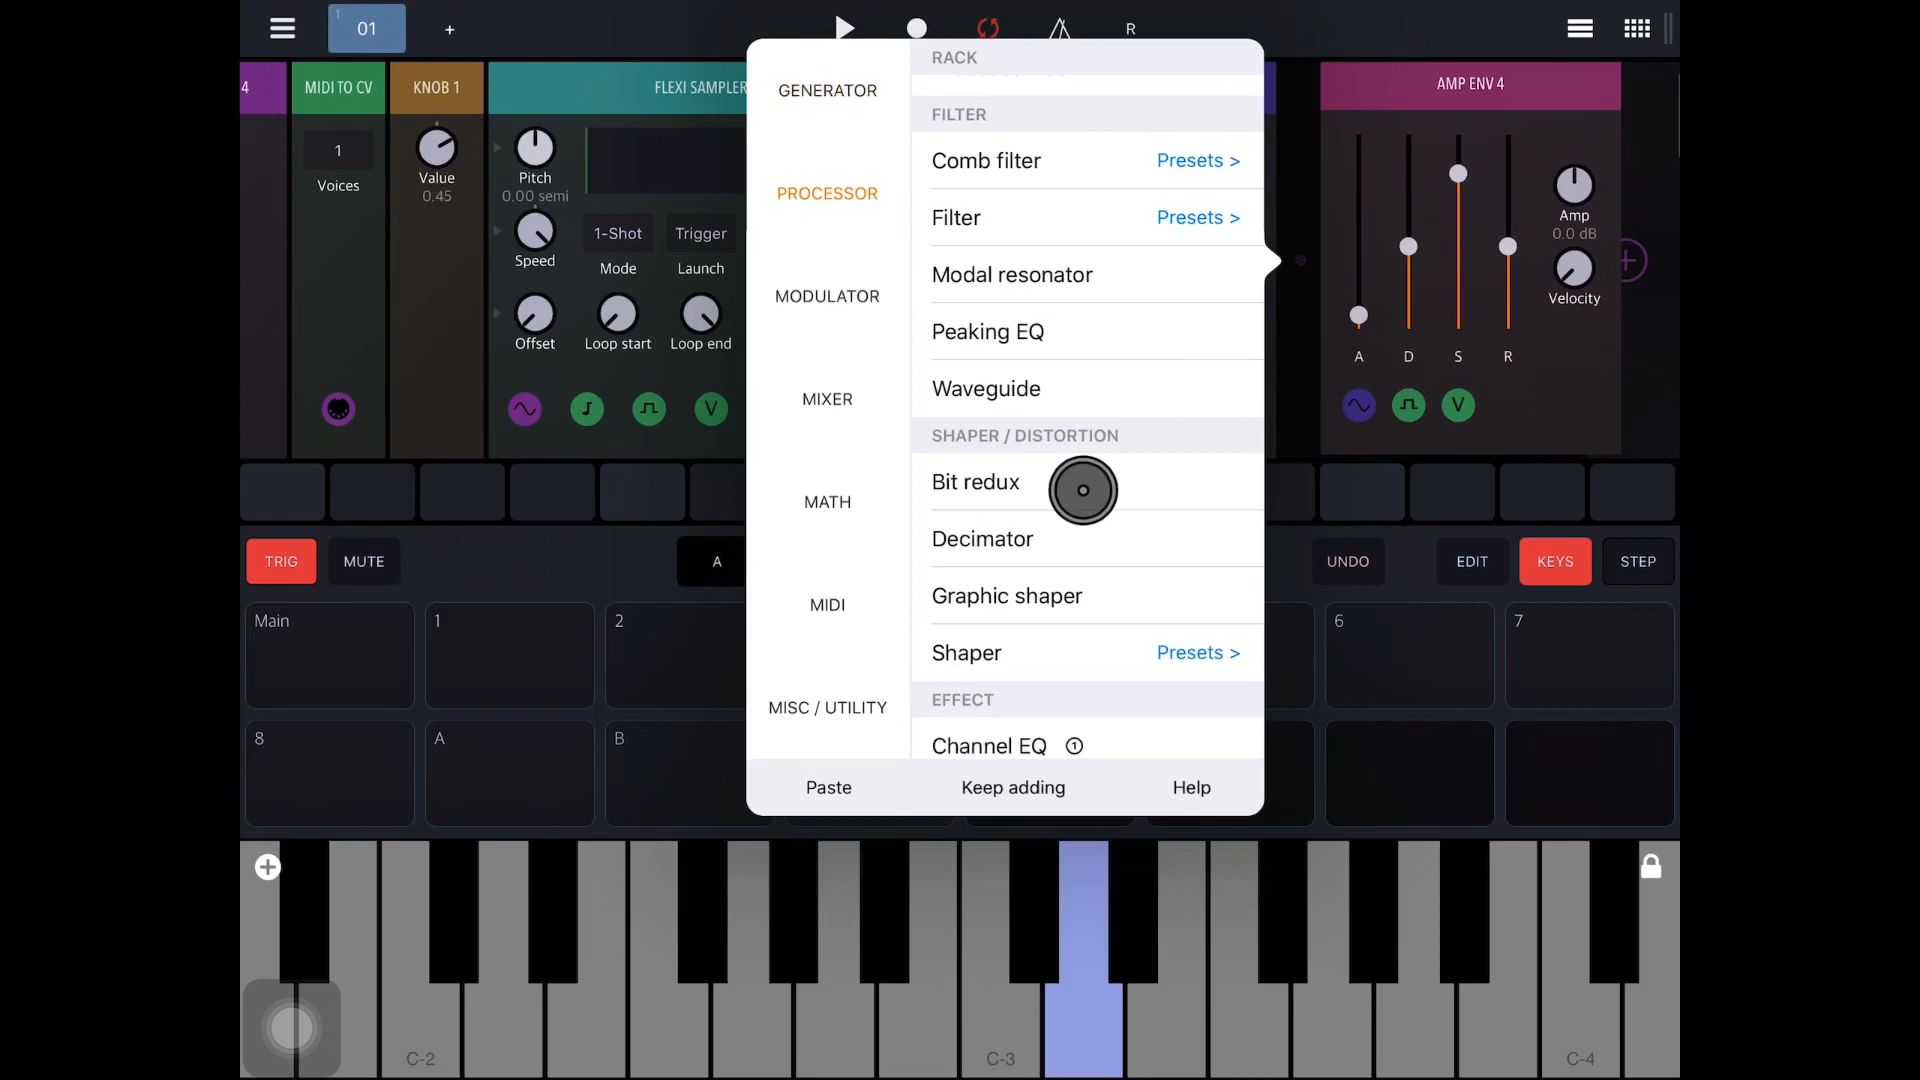 1
01
+
R
4
MIDI TO CV
KNOB 1
FLEXI SAMPLER
AMP ENV 4
1
Voices
Value
0.45
Pitch
0.00 semi
Speed
1-Shot
Mode
Trigger
Launch
Offset
Loop start
Loop end
V
GENERATOR
PROCESSOR
MODULATOR
MIXER
MATH
MIDI
MISC / UTILITY
RACK
FILTER
Comb filter Presets >
Filter Presets >
Modal resonator
Peaking EQ
Waveguide
SHAPER / DISTORTION
Bit redux
Decimator
Graphic shaper
Shaper Presets >
EFFECT
Channel EQ 1
Paste Keep adding Help
Amp
0.0 dB
Velocity
A D S R
V
TRIG MUTE A UNDO EDIT KEYS STEP
Main 1 2 6 7
8 A B
C-2 C-3 C-4